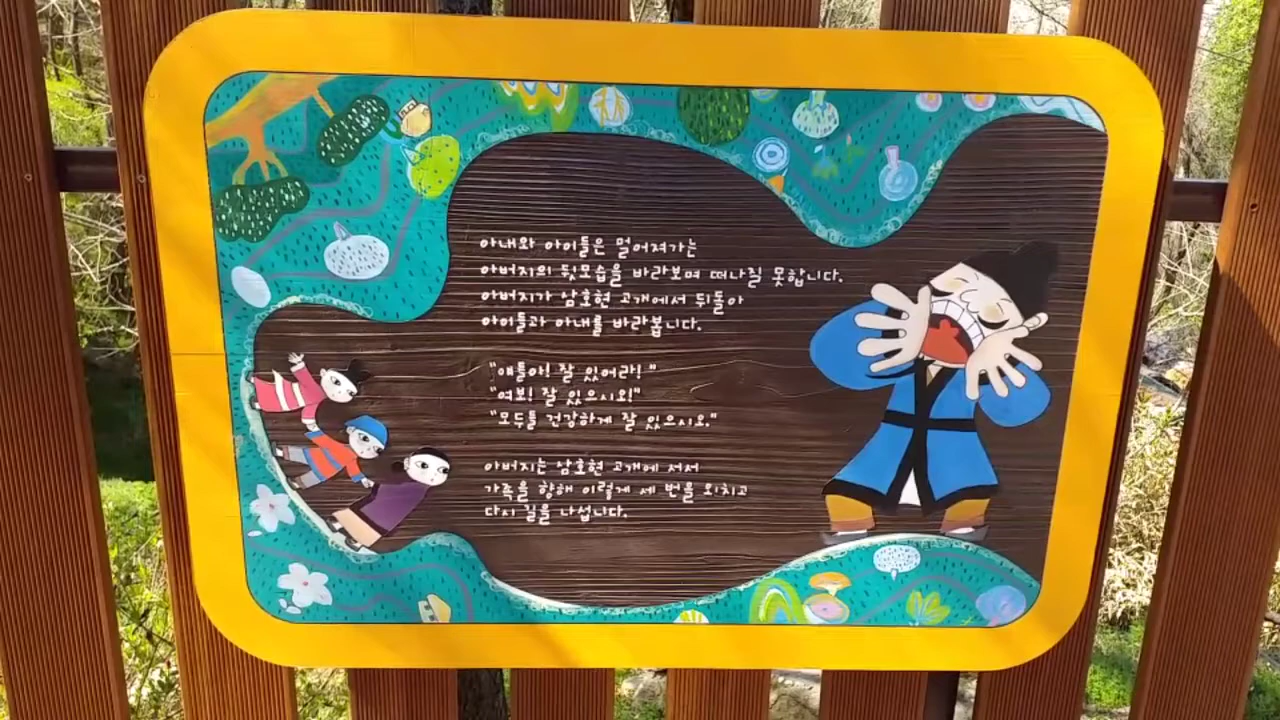 아내와 아이들은 멀어져가는
아버지의 뒷모습을 바라보며 떠나질 못합니다.
아버지가 삼호현 고개에서 뒤돌아
아이들과 아내를 바라봅니다.
"얘들아! 잘 있어라! "
"여보! 잘 있으시오!"
"모두들 건강하게 잘 있으시오."
아버지는 삼호현 고개에 서서
가족을 향해 이렇게 세 번을 외치고
다시 길을 나섭니다.